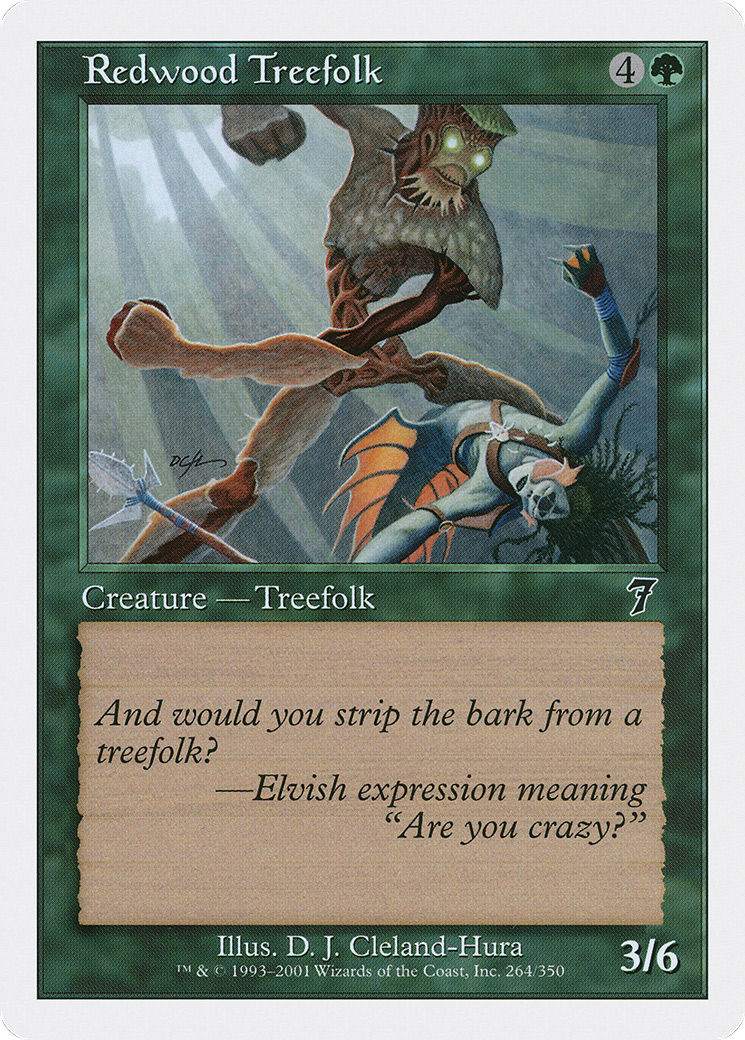 Redwood Treefolk
4
DCH
Creature — Treefolk
7
And would you strip the bark from a
treefolk?
—Elvish expression meaning
“Are you crazy?”
Illus. D. J. Cleland-Hura
3/6
™ & © 1993–2001 Wizards of the Coast, Inc. 264/350